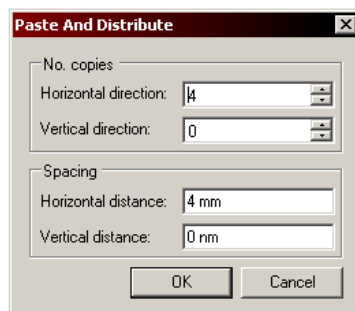 Paste And Distribute
No. copies
Horizontal direction: 4
Vertical direction: 0
Spacing
Horizontal distance: 4 mm
Vertical distance: 0 nm
OK Cancel